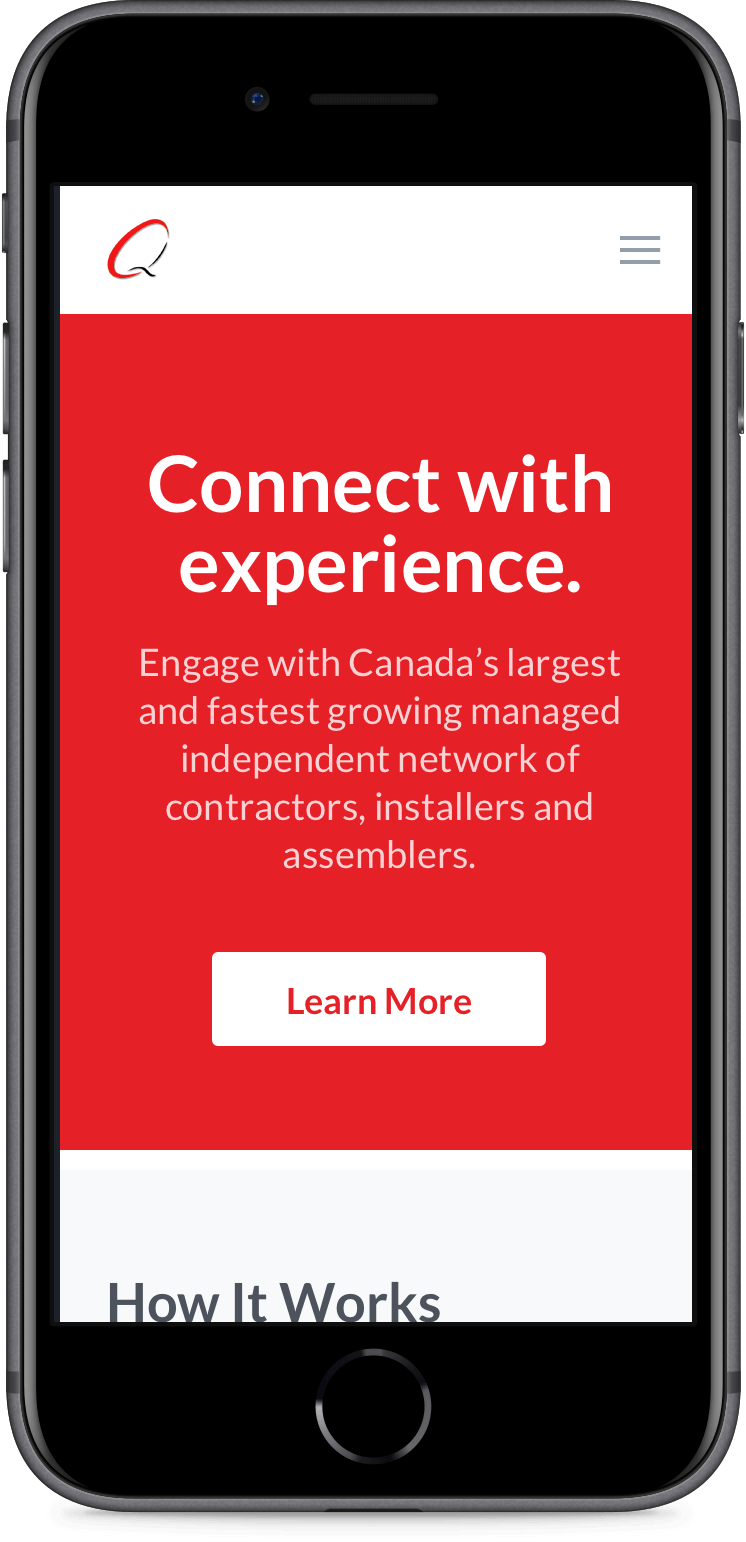 Q
Connect with
experience.
Engage with Canada’s largest
and fastest growing managed
independent network of
contractors, installers and
assemblers.
Learn More
How It Works